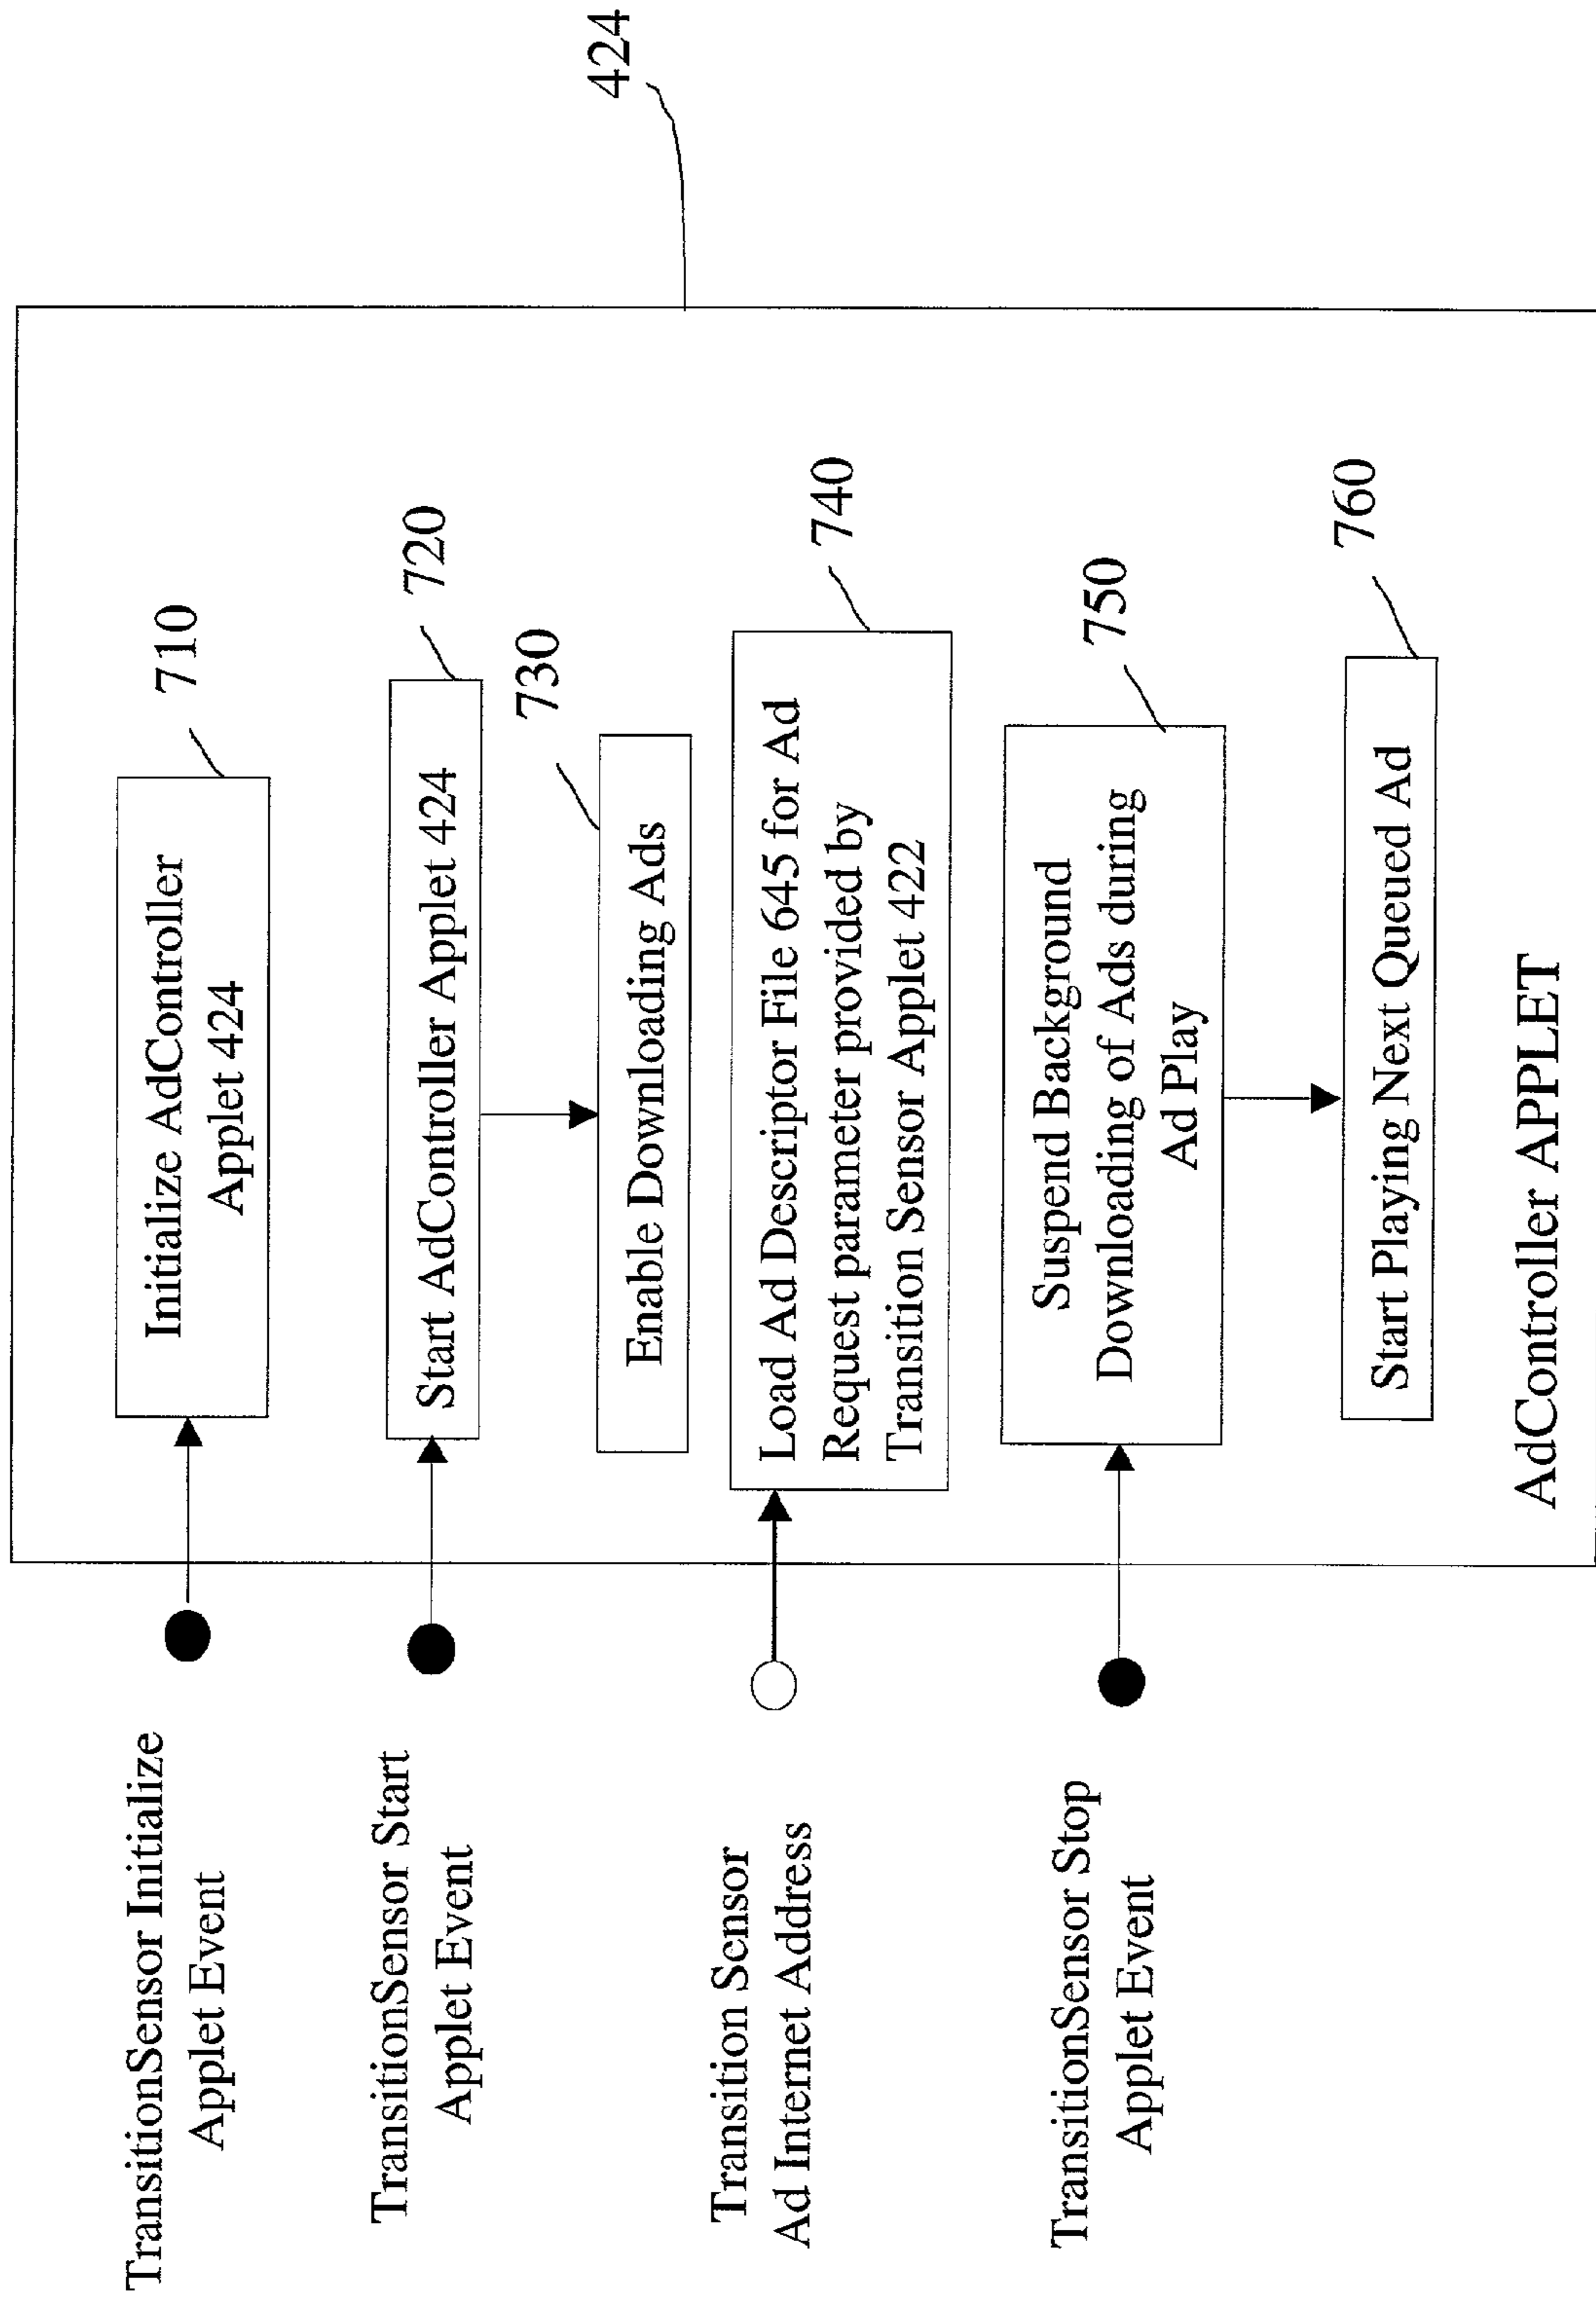 TransitionSensor Initialize
Applet Event
Initialize AdController
Applet 424
710
TransitionSensor Start
Applet Event
Start AdController Applet 424
720
730
Enable Downloading Ads
424
Transition Sensor
Ad Internet Address
Load Ad Descriptor File 645 for Ad
Request parameter provided by
Transition Sensor Applet 422
740
TransitionSensor Stop
Applet Event
Suspend Background
Downloading of Ads during
Ad Play
750
Start Playing Next Queued Ad
760
AdController APPLET